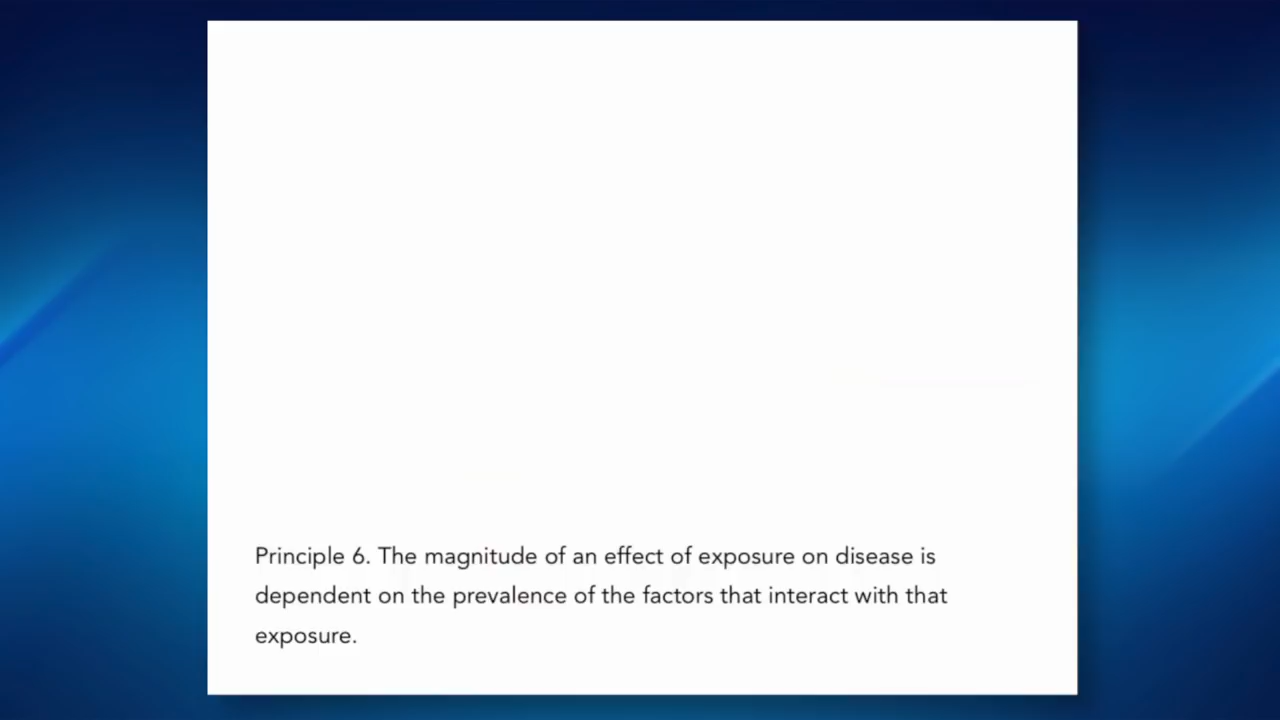 Principle 6. The magnitude of an effect of exposure on disease is
dependent on the prevalence of the factors that interact with that
exposure.